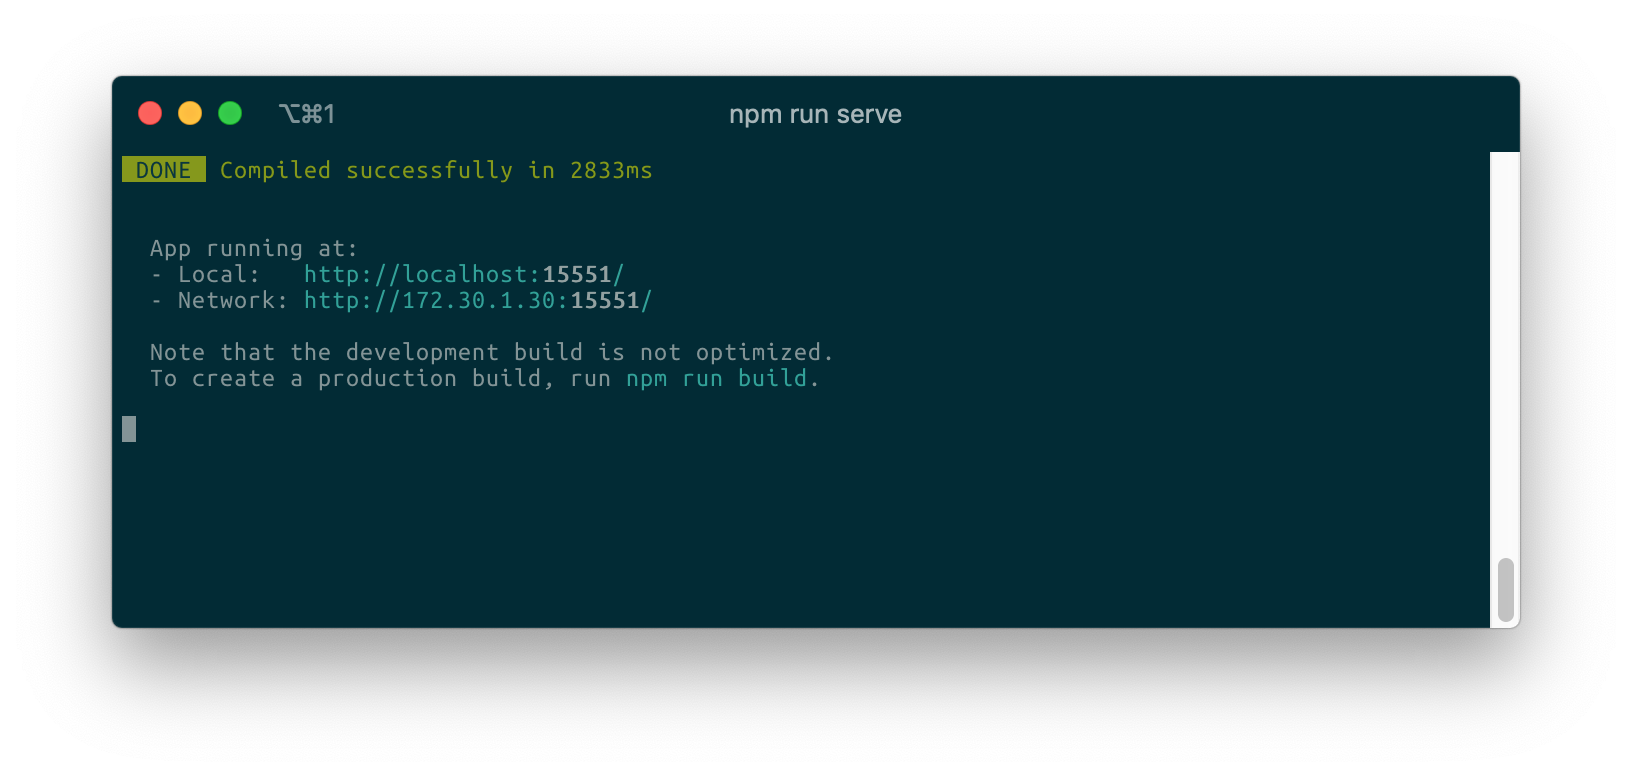 ⌥⌘1 npm run serve
DONE Compiled successfully in 2833ms
App running at:
- Local: http://localhost:15551/
- Network: http://172.30.1.30:15551/
Note that the development build is not optimized.
To create a production build, run npm run build.